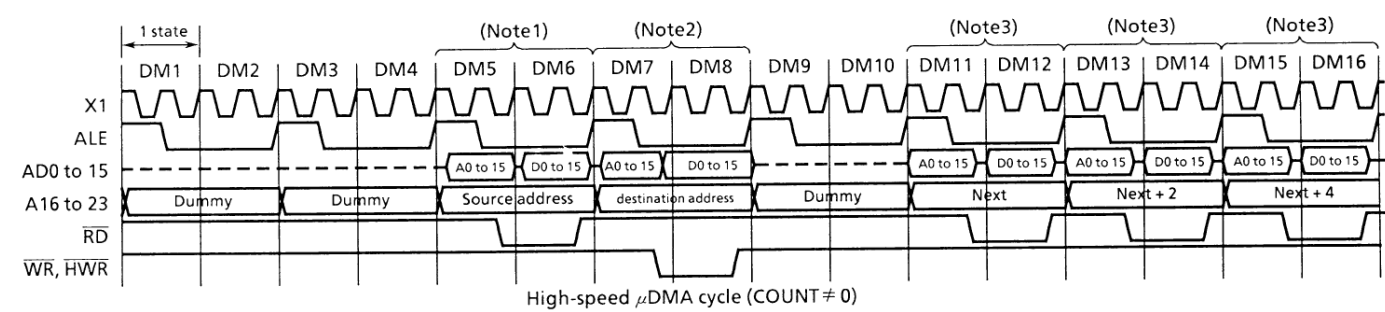 (Note1) (Note2) (Note3) (Note3) (Note3)
1 state
DM1 DM2 DM3 DM4 DM5 DM6 DM7 DM8 DM9 DM10 DM11 DM12 DM13 DM14 DM15 DM16
X1
ALE
AD0 to 15 A0 to 15 D0 to 15 A0 to 15 D0 to 15 A0 to 15 D0 to 15 A0 to 15 D0 to 15 A0 to 15 D0 to 15
A16 to 23 Dummy Dummy Source address destination address Dummy Next Next + 2 Next + 4
RD
WR, HWR
High-speed μDMA cycle (COUNT ≠ 0)